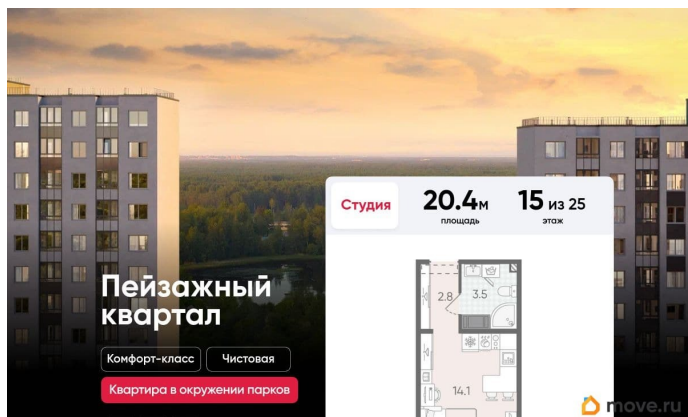 Студия
20.4м
площадь
15 из 25
этаж
2.8
3.5
14.1
Пейзажный
квартал
Комфорт-класс
Чистовая
Квартира в окружении парков
move.ru